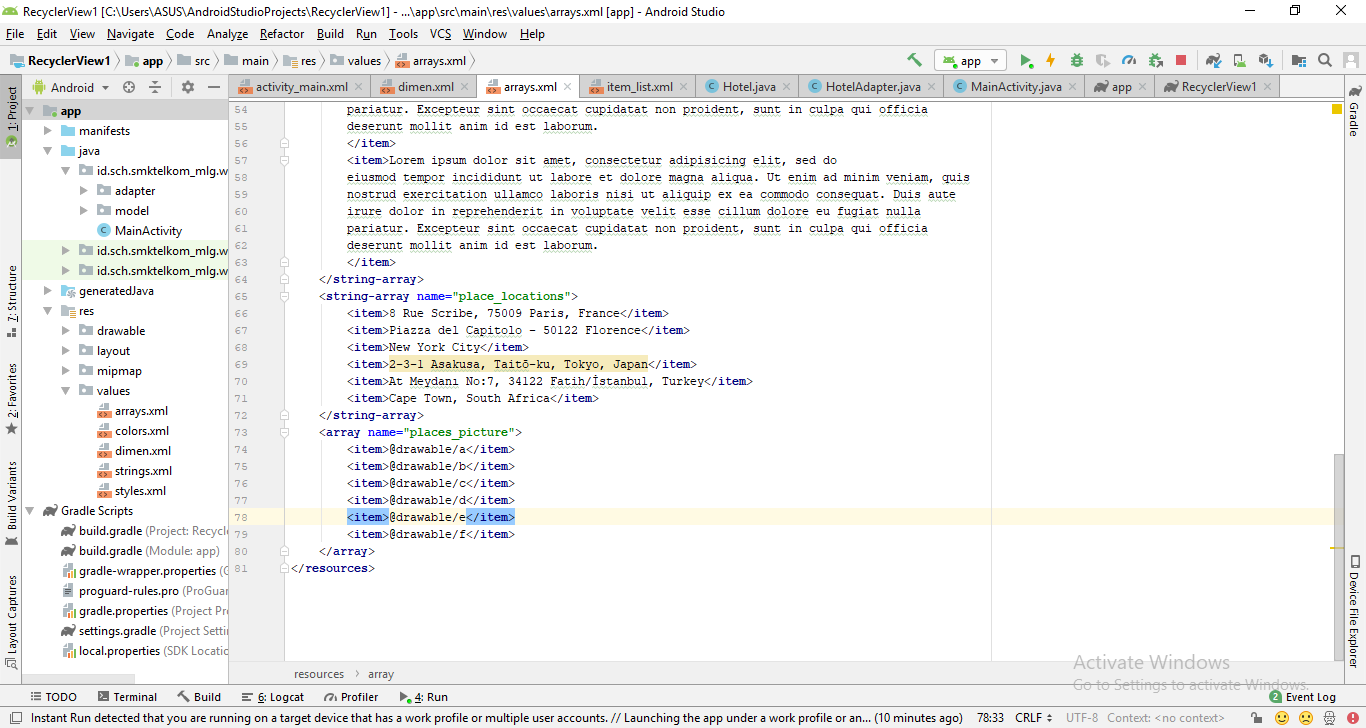 RecyclerView1 [C:\Users\ASUS\AndroidStudioProjects\RecyclerView1] - ...\app\src\main\res\values\arrays.xml [app] - Android Studio
File Edit View Navigate Code Analyze Refactor Build Run Tools VCS Window Help
RecyclerView1 app src main res values arrays.xml app
Android activity_main.xml dimen.xml arrays.xml item_list.xml Hotel.java HotelAdapter.java MainActivity.java app RecyclerView1
1: Project
7: Structure
2: Favorites
Build Variants
Layout Captures
app
manifests
java
id.sch.smktelkom_mlg.w
adapter
model
MainActivity
id.sch.smktelkom_mlg.w
id.sch.smktelkom_mlg.w
generatedJava
res
drawable
layout
mipmap
values
arrays.xml
colors.xml
dimen.xml
strings.xml
styles.xml
Gradle Scripts
build.gradle (Project: Recycl
build.gradle (Module: app)
gradle-wrapper.properties (G
proguard-rules.pro (ProGuar
gradle.properties (Project Pr
settings.gradle (Project Setti
local.properties (SDK Locatio
54 pariatur. Excepteur sint occaecat cupidatat non proident, sunt in culpa qui officia
55 deserunt mollit anim id est laborum.
56 </item>
57 <item>Lorem ipsum dolor sit amet, consectetur adipisicing elit, sed do
58 eiusmod tempor incididunt ut labore et dolore magna aliqua. Ut enim ad minim veniam, quis
59 nostrud exercitation ullamco laboris nisi ut aliquip ex ea commodo consequat. Duis aute
60 irure dolor in reprehenderit in voluptate velit esse cillum dolore eu fugiat nulla
61 pariatur. Excepteur sint occaecat cupidatat non proident, sunt in culpa qui officia
62 deserunt mollit anim id est laborum.
63 </item>
64 </string-array>
65 <string-array name="place_locations">
66 <item>8 Rue Scribe, 75009 Paris, France</item>
67 <item>Piazza del Capitolo - 50122 Florence</item>
68 <item>New York City</item>
69 <item>2-3-1 Asakusa, Taitō-ku, Tokyo, Japan</item>
70 <item>At Meydanı No:7, 34122 Fatih/İstanbul, Turkey</item>
71 <item>Cape Town, South Africa</item>
72 </string-array>
73 <array name="places_picture">
74 <item>@drawable/a</item>
75 <item>@drawable/b</item>
76 <item>@drawable/c</item>
77 <item>@drawable/d</item>
78 <item>@drawable/e</item>
79 <item>@drawable/f</item>
80 </array>
81 </resources>
Gradle
Device File Explorer
resources array
Activate Windows
Go to Settings to activate Windows.
TODO Terminal Build 6: Logcat Profiler 4: Run 2 Event Log
Instant Run detected that you are running on a target device that has a work profile or multiple user accounts. // Launching the app under a work profile or an... (10 minutes ago) 78:33 CRLF UTF-8 Context: <no context>